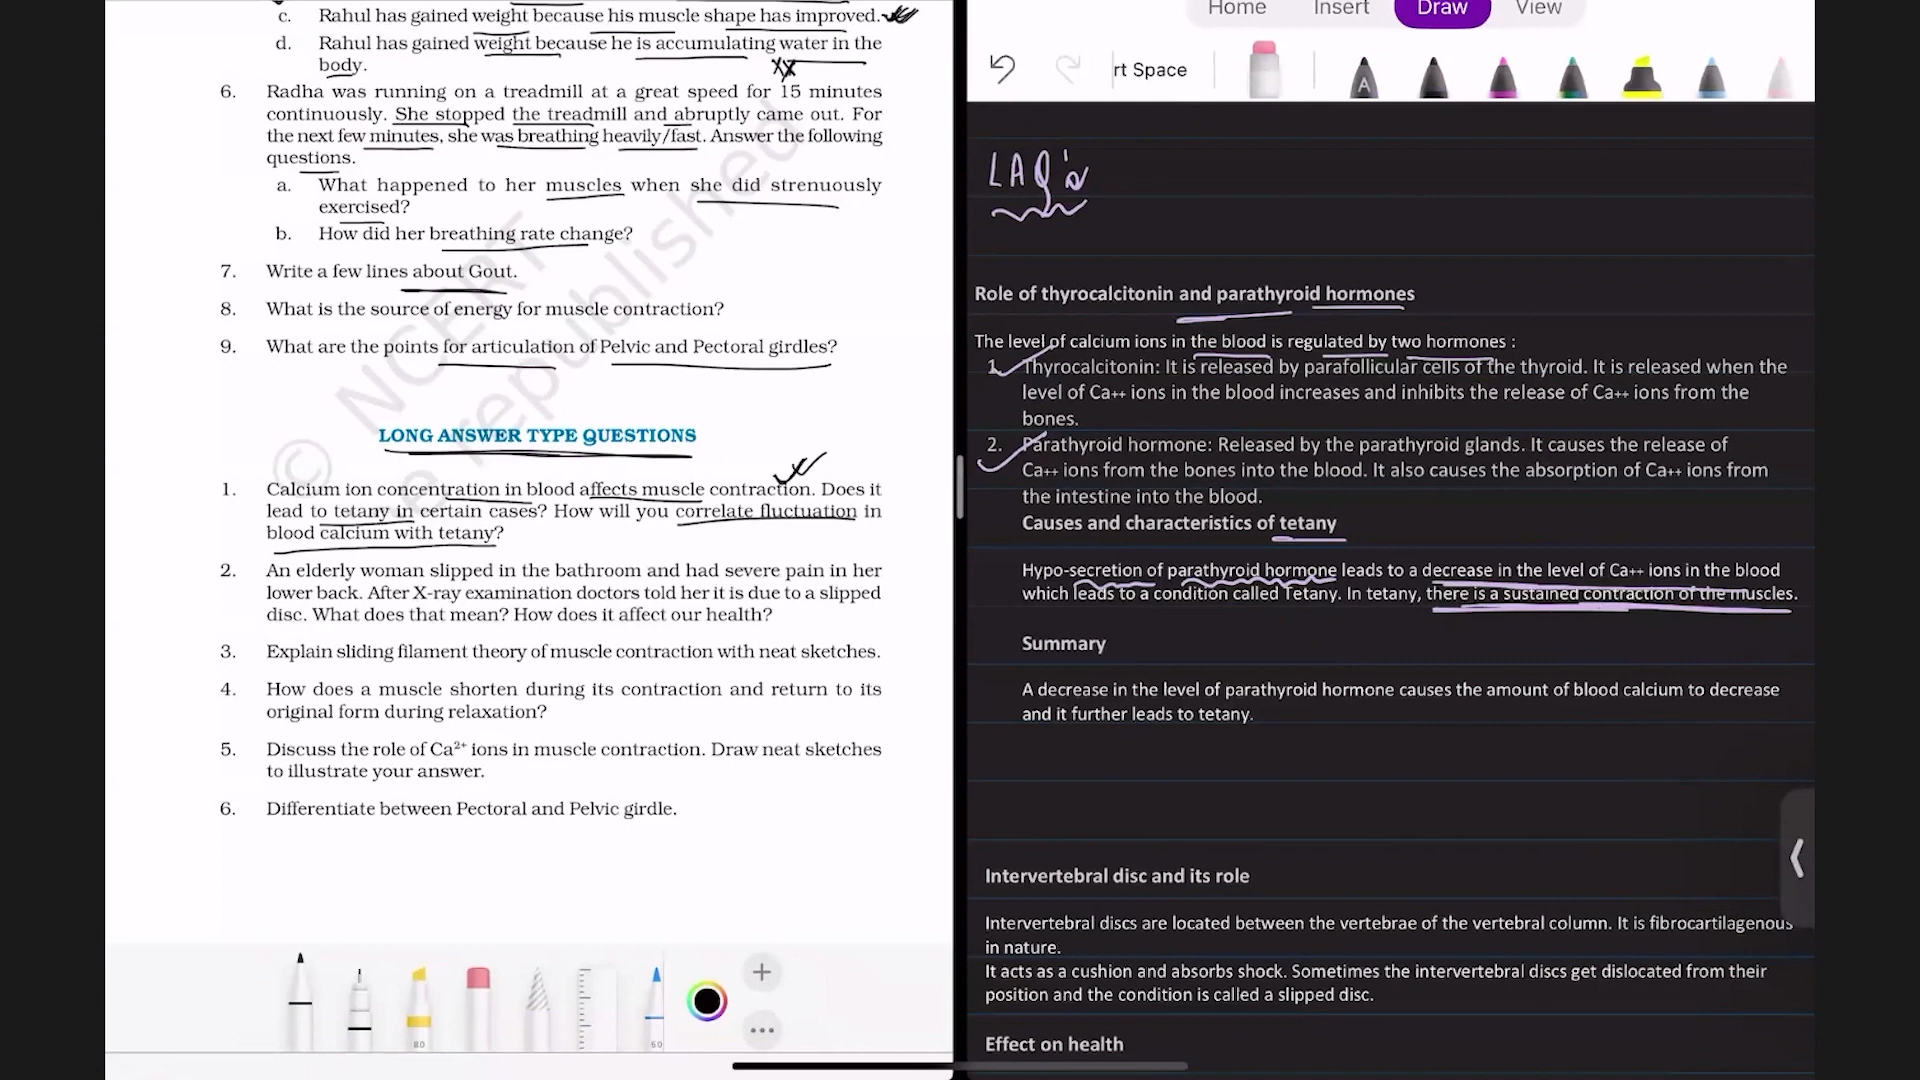 c. Rahul has gained weight because his muscle shape has improved.
d. Rahul has gained weight because he is accumulating water in the
body.
6. Radha was running on a treadmill at a great speed for 15 minutes
continuously. She stopped the treadmill and abruptly came out. For
the next few minutes, she was breathing heavily/fast. Answer the following
questions.
a. What happened to her muscles when she did strenuously
exercised?
b. How did her breathing rate change?
7. Write a few lines about Gout.
8. What is the source of energy for muscle contraction?
9. What are the points for articulation of Pelvic and Pectoral girdles?
LONG ANSWER TYPE QUESTIONS
1. Calcium ion concentration in blood affects muscle contraction. Does it
lead to tetany in certain cases? How will you correlate fluctuation in
blood calcium with tetany?
2. An elderly woman slipped in the bathroom and had severe pain in her
lower back. After X-ray examination doctors told her it is due to a slipped
disc. What does that mean? How does it affect our health?
3. Explain sliding filament theory of muscle contraction with neat sketches.
4. How does a muscle shorten during its contraction and return to its
original form during relaxation?
5. Discuss the role of Ca²⁺ ions in muscle contraction. Draw neat sketches
to illustrate your answer.
6. Differentiate between Pectoral and Pelvic girdle.
© NCERT
republished
80
50
Home Insert Draw View
rt Space
A
LAQ's
Role of thyrocalcitonin and parathyroid hormones
The level of calcium ions in the blood is regulated by two hormones :
1. Thyrocalcitonin: It is released by parafollicular cells of the thyroid. It is released when the
level of Ca++ ions in the blood increases and inhibits the release of Ca++ ions from the
bones.
2. Parathyroid hormone: Released by the parathyroid glands. It causes the release of
Ca++ ions from the bones into the blood. It also causes the absorption of Ca++ ions from
the intestine into the blood.
Causes and characteristics of tetany
Hypo-secretion of parathyroid hormone leads to a decrease in the level of Ca++ ions in the blood
which leads to a condition called Tetany. In tetany, there is a sustained contraction of the muscles.
Summary
A decrease in the level of parathyroid hormone causes the amount of blood calcium to decrease
and it further leads to tetany.
Intervertebral disc and its role
Intervertebral discs are located between the vertebrae of the vertebral column. It is fibrocartilagenous
in nature.
It acts as a cushion and absorbs shock. Sometimes the intervertebral discs get dislocated from their
position and the condition is called a slipped disc.
Effect on health